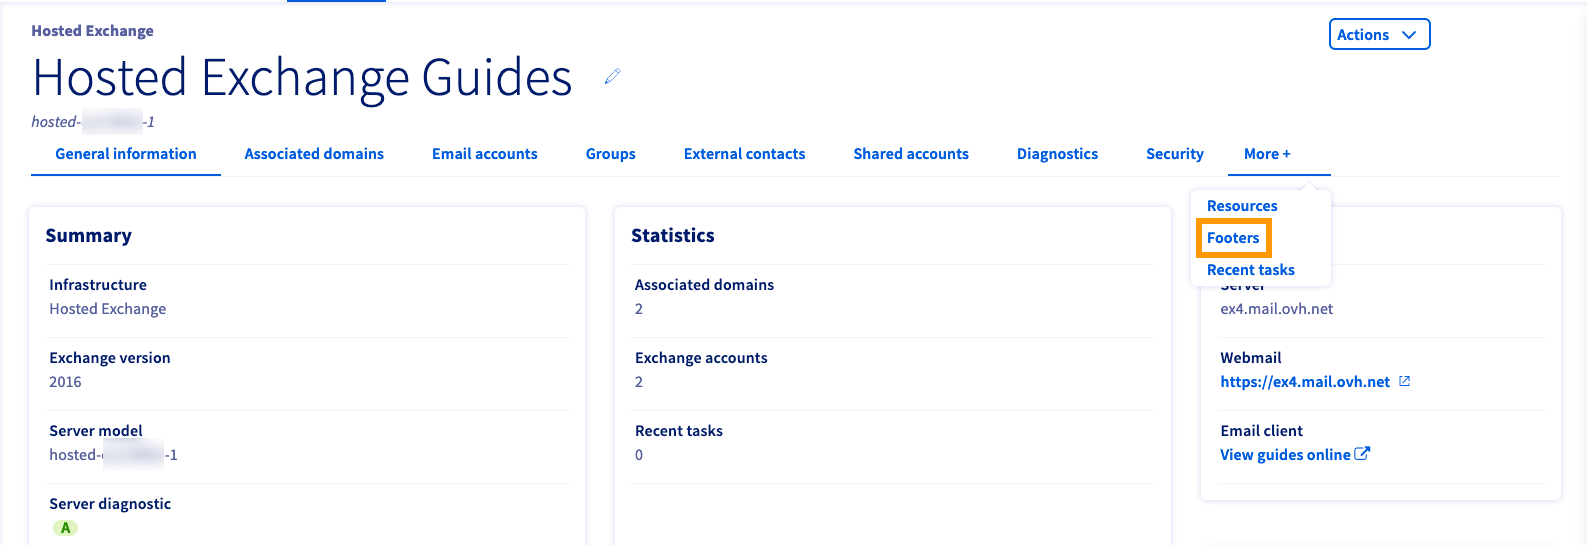 Hosted Exchange
Actions
Hosted Exchange Guides
hosted- -1
General information
Associated domains
Email accounts
Groups
External contacts
Shared accounts
Diagnostics
Security
More +
Resources
Footers
Recent tasks
Summary
Infrastructure
Hosted Exchange
Exchange version
2016
Server model
hosted- -1
Server diagnostic
A
Statistics
Associated domains
2
Exchange accounts
2
Recent tasks
0
Server
ex4.mail.ovh.net
Webmail
https://ex4.mail.ovh.net
Email client
View guides online